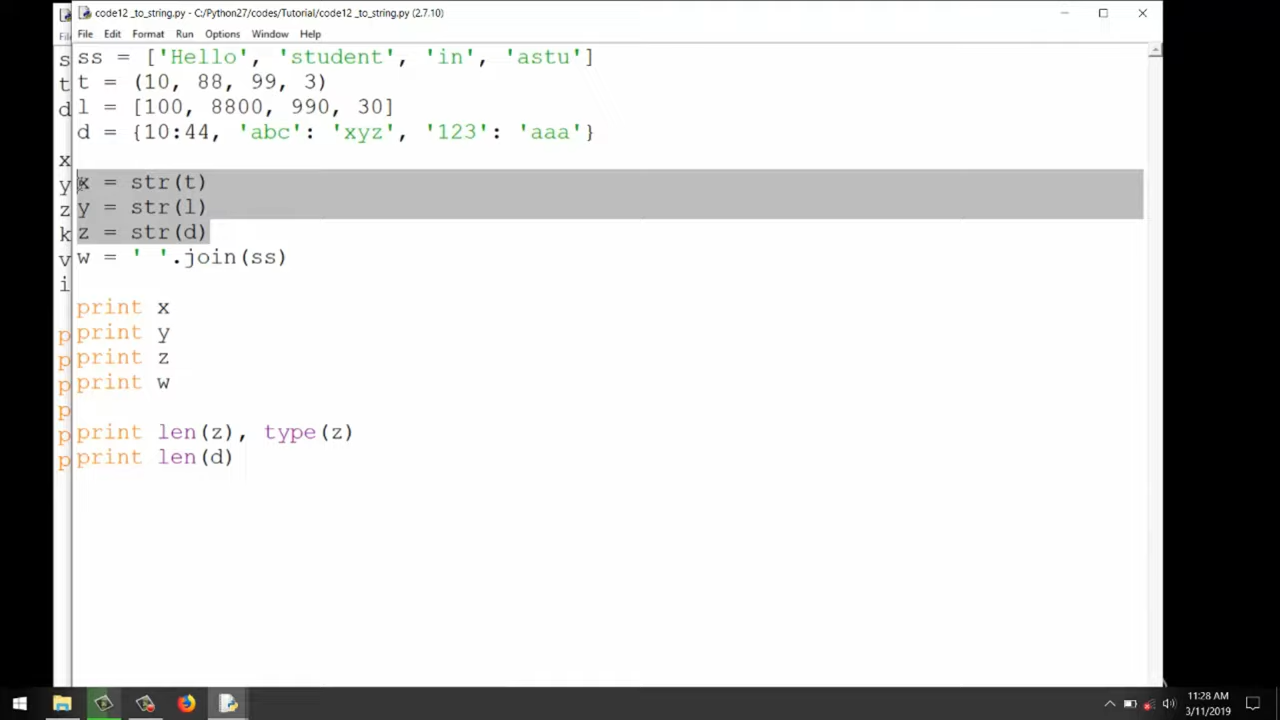 code12 _to_string.py - C:/Python27/codes/Tutorial/code12 _to_string.py (2.7.10)
File Edit Format Run Options Window Help
ss = ['Hello', 'student', 'in', 'astu']
t = (10, 88, 99, 3)
l = [100, 8800, 990, 30]
d = {10:44, 'abc': 'xyz', '123': 'aaa'}
x = str(t)
y = str(l)
z = str(d)
w = ' '.join(ss)
print x
print y
print z
print w
print len(z), type(z)
print len(d)
s
t
d
x
y
z
k
v
i
p
p
p
p
p
p
11:28 AM
3/11/2019